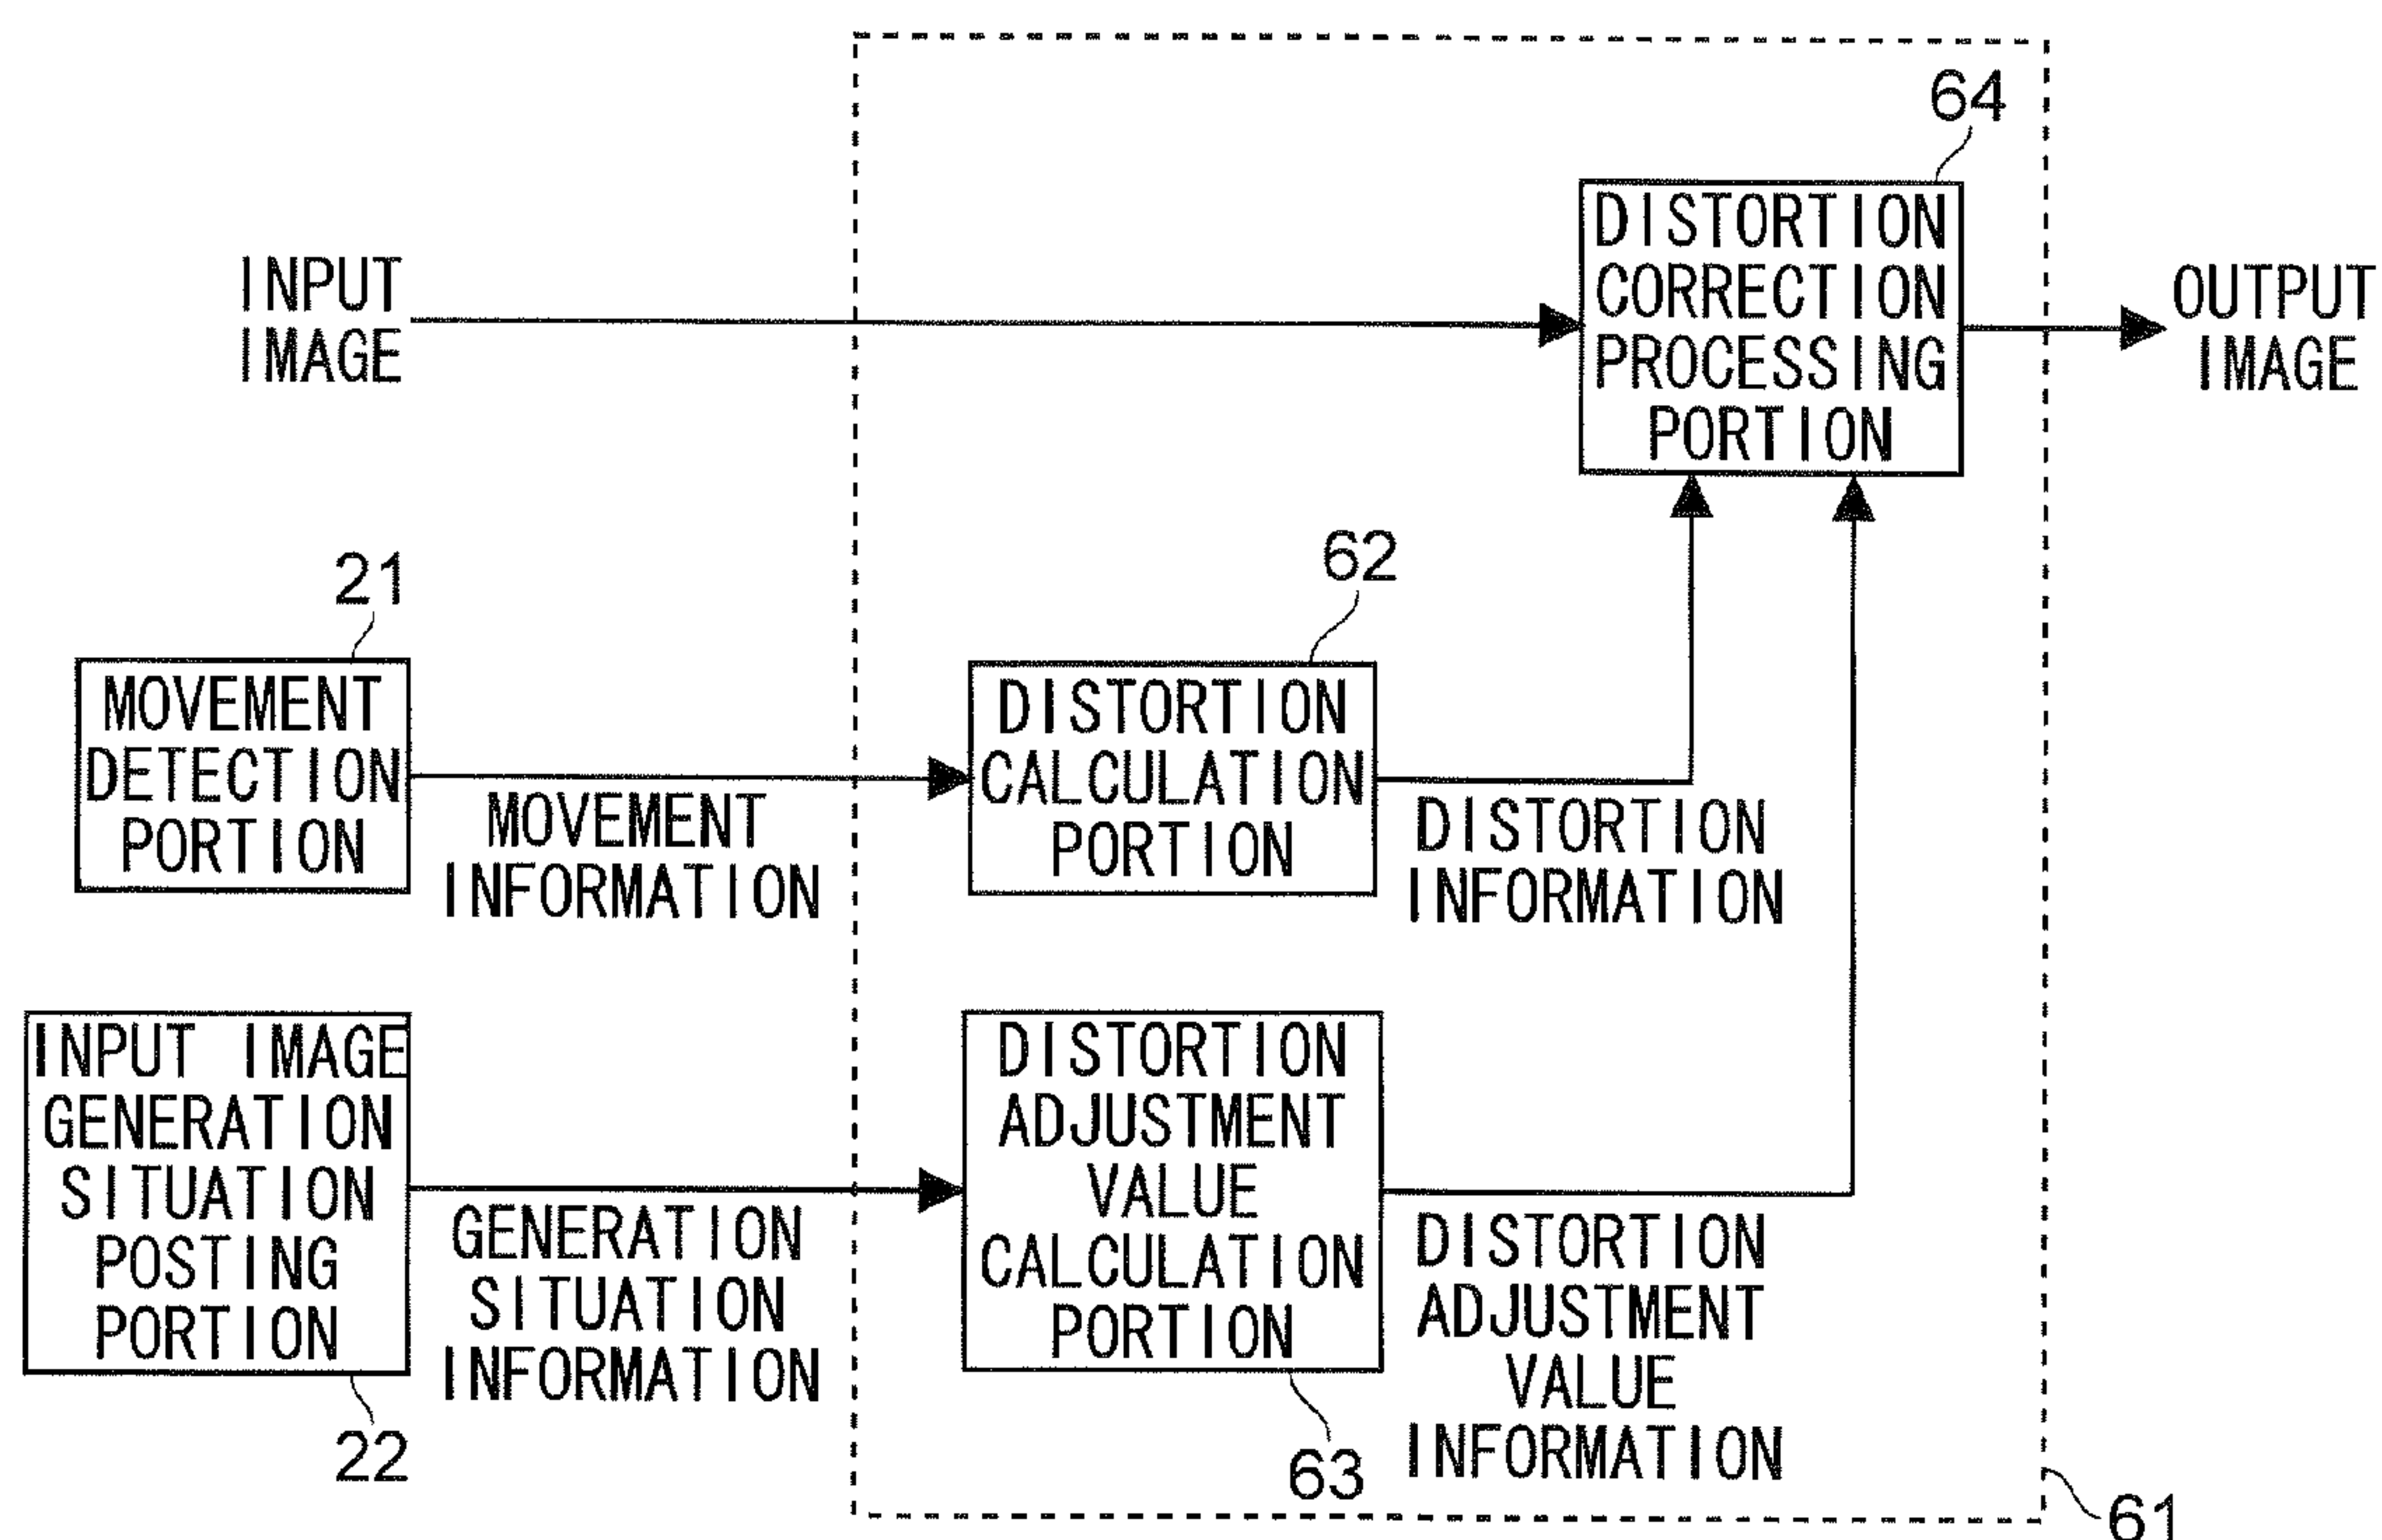 64
DISTORTION
CORRECTION
PROCESSING
PORTION
INPUT
IMAGE
OUTPUT
IMAGE
21
MOVEMENT
DETECTION
PORTION
MOVEMENT
INFORMATION
62
DISTORTION
CALCULATION
PORTION
DISTORTION
INFORMATION
INPUT IMAGE
GENERATION
SITUATION
POSTING
PORTION
22
GENERATION
SITUATION
INFORMATION
DISTORTION
ADJUSTMENT
VALUE
CALCULATION
PORTION
63
DISTORTION
ADJUSTMENT
VALUE
INFORMATION
61